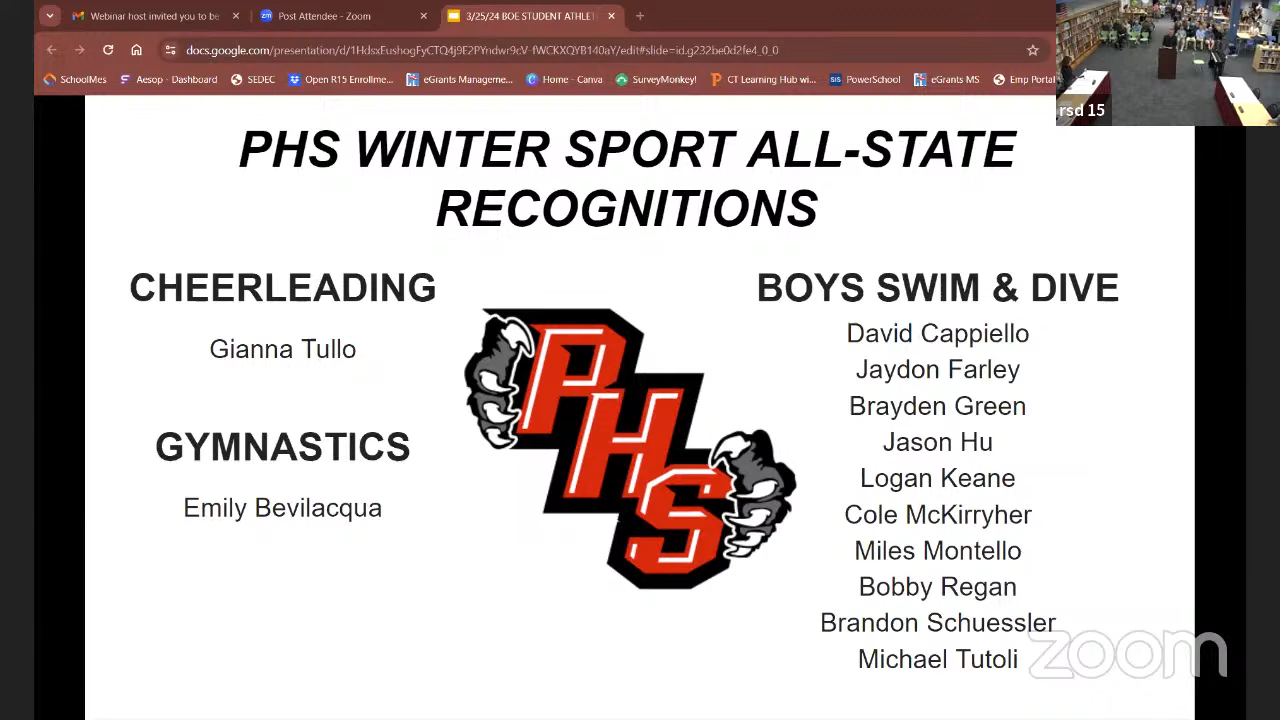 Webinar host invited you to be
Post Attendee - Zoom
3/25/24 BOE STUDENT ATHLET
docs.google.com/presentation/d/1HdsxEushogFyCTQ4j9E2PYndwr9cV-fWCKXQYB140aY/edit#slide=id.g232be0d2fe4_0_0
SchoolMes
Aesop - Dashboard
SEDEC
Open R15 Enrollme...
eGrants Manageme...
Home - Canva
SurveyMonkey!
CT Learning Hub wi...
PowerSchool
eGrants MS
Emp Portal
rsd 15
PHS WINTER SPORT ALL-STATE
RECOGNITIONS
CHEERLEADING
Gianna Tullo
GYMNASTICS
Emily Bevilacqua
PHS
BOYS SWIM & DIVE
David Cappiello
Jaydon Farley
Brayden Green
Jason Hu
Logan Keane
Cole McKirryher
Miles Montello
Bobby Regan
Brandon Schuessler
Michael Tutoli
zoom